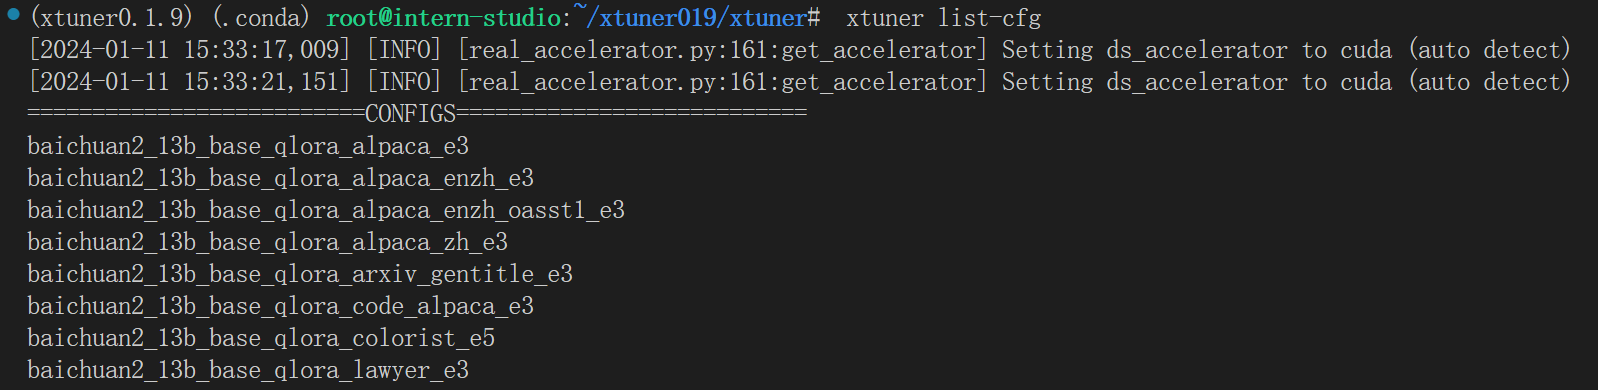 (xtuner0.1.9) (.conda) root@intern-studio:~/xtuner019/xtuner# xtuner list-cfg
[2024-01-11 15:33:17,009] [INFO] [real_accelerator.py:161:get_accelerator] Setting ds_accelerator to cuda (auto detect)
[2024-01-11 15:33:21,151] [INFO] [real_accelerator.py:161:get_accelerator] Setting ds_accelerator to cuda (auto detect)
==========================CONFIGS===========================
baichuan2_13b_base_qlora_alpaca_e3
baichuan2_13b_base_qlora_alpaca_enzh_e3
baichuan2_13b_base_qlora_alpaca_enzh_oasst1_e3
baichuan2_13b_base_qlora_alpaca_zh_e3
baichuan2_13b_base_qlora_arxiv_gentitle_e3
baichuan2_13b_base_qlora_code_alpaca_e3
baichuan2_13b_base_qlora_colorist_e5
baichuan2_13b_base_qlora_lawyer_e3